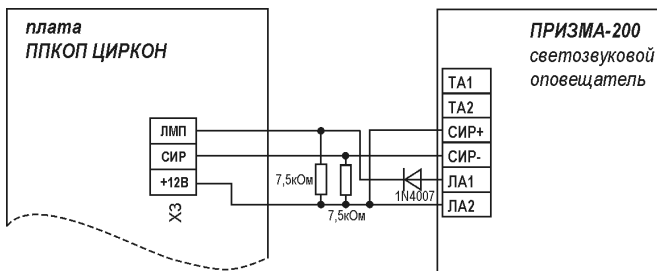 плата
ППКОП ЦИРКОН
ПРИЗМА-200
светозвуковой
оповещатель
ТА1
ТА2
СИР+
СИР-
ЛА1
ЛА2
ЛМП
СИР
+12В
Х3
7,5кОм
7,5кОм
1N4007